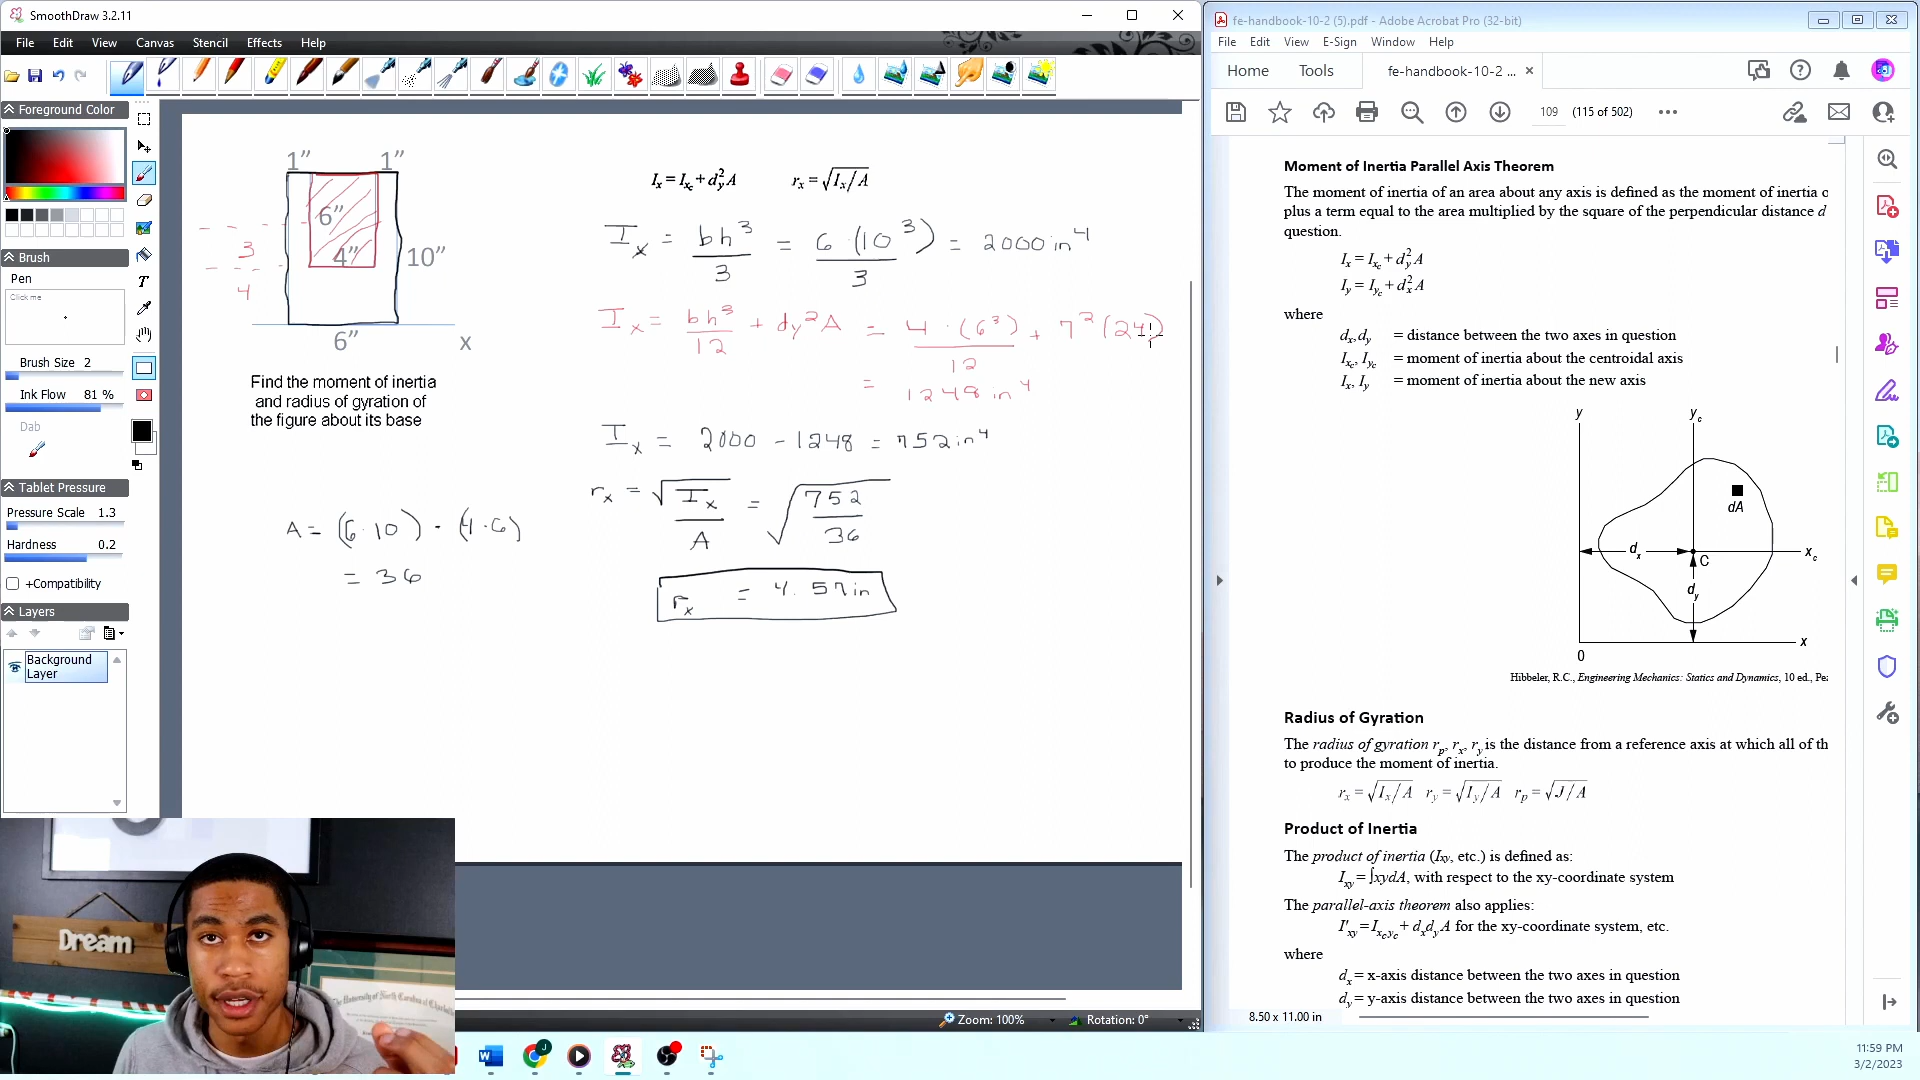 SmoothDraw 3.2.11
File Edit View Canvas Stencil Effects Help
Foreground Color
Brush
Pen
Click me
Brush Size 2
Ink Flow 81 %
Dab
Tablet Pressure
Pressure Scale 1.3
Hardness 0.2
+Compatibility
Layers
Background
Layer
1” 1”
6”
4”
10”
3
4
6” x
Find the moment of inertia
and radius of gyration of
the figure about its base
A = (6·10) - (4·6)
= 36
Iₓ = Iₓc + dy²A rₓ = √Iₓ/A
Iₓ = bh³/3 = 6·(10³)/3 = 2000 in⁴
Iₓ = bh³/12 + dy²A = 4·(6³)/12 + 7²(24)
= 1248 in⁴
Iₓ = 2000 - 1248 = 752 in⁴
rₓ = √Iₓ/A = √752/36
rₓ = 4.57 in
Dream
Zoom: 100% Rotation: 0°
fe-handbook-10-2 (5).pdf - Adobe Acrobat Pro (32-bit)
File Edit View E-Sign Window Help
Home Tools fe-handbook-10-2 ...
109 (115 of 502)
Moment of Inertia Parallel Axis Theorem
The moment of inertia of an area about any axis is defined as the moment of inertia o
plus a term equal to the area multiplied by the square of the perpendicular distance d
question.
Iₓ = Iₓc + dy²A
Iy = Iyc + dₓ²A
where
dₓ,dy = distance between the two axes in question
Iₓc, Iyc = moment of inertia about the centroidal axis
Iₓ, Iy = moment of inertia about the new axis
y yc
dA
dₓ C xc
dy
x
0
Hibbeler, R.C., Engineering Mechanics: Statics and Dynamics, 10 ed., Pe
Radius of Gyration
The radius of gyration rp, rₓ, ry is the distance from a reference axis at which all of th
to produce the moment of inertia.
rₓ = √Iₓ/A ry = √Iy/A rp = √J/A
Product of Inertia
The product of inertia (Ixy, etc.) is defined as:
Ixy = ∫xydA, with respect to the xy-coordinate system
The parallel-axis theorem also applies:
I'xy = Ixcyc + dxdyA for the xy-coordinate system, etc.
where
dₓ = x-axis distance between the two axes in question
dy = y-axis distance between the two axes in question
8.50 x 11.00 in
11:59 PM
3/2/2023